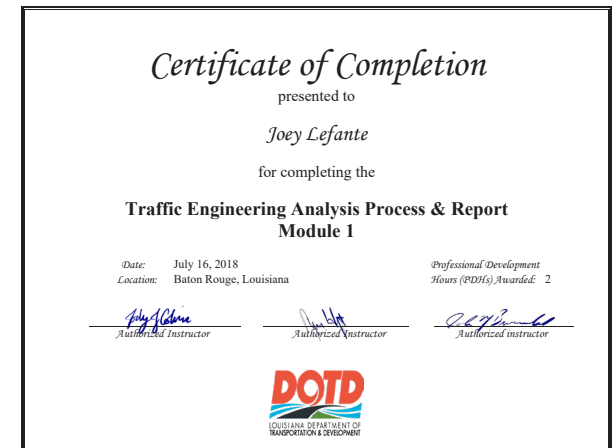 Certificate of Completion
presented to
Joey Lefante
for completing the
Traffic Engineering Analysis Process & Report
Module 1
Date: July 16, 2018
Location: Baton Rouge, Louisiana
Professional Development
Hours (PDHs) Awarded: 2
Authorized Instructor
Authorized Instructor
Authorized instructor
DOTD
LOUISIANA DEPARTMENT OF
TRANSPORTATION & DEVELOPMENT